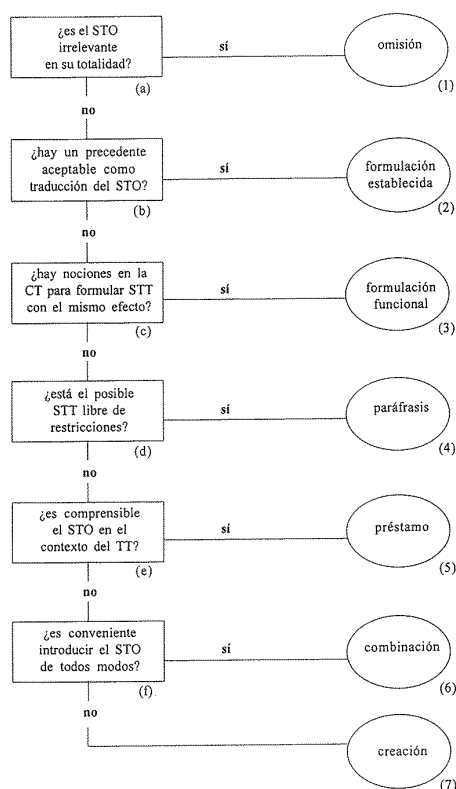 ¿es el STO
irrelevante
en su totalidad?
(a)
sí
omisión
(1)
no
¿hay un precedente
aceptable como
traducción del STO?
(b)
sí
formulación
establecida
(2)
no
¿hay nociones en la
CT para formular STT
con el mismo efecto?
(c)
sí
formulación
funcional
(3)
no
¿está el posible
STT libre de
restricciones?
(d)
sí
paráfrasis
(4)
no
¿es comprensible
el STO en el
contexto del TT?
(e)
sí
préstamo
(5)
no
¿es conveniente
introducir el STO
de todos modos?
(f).
sí
combinación
(6)
no
creación
(7)